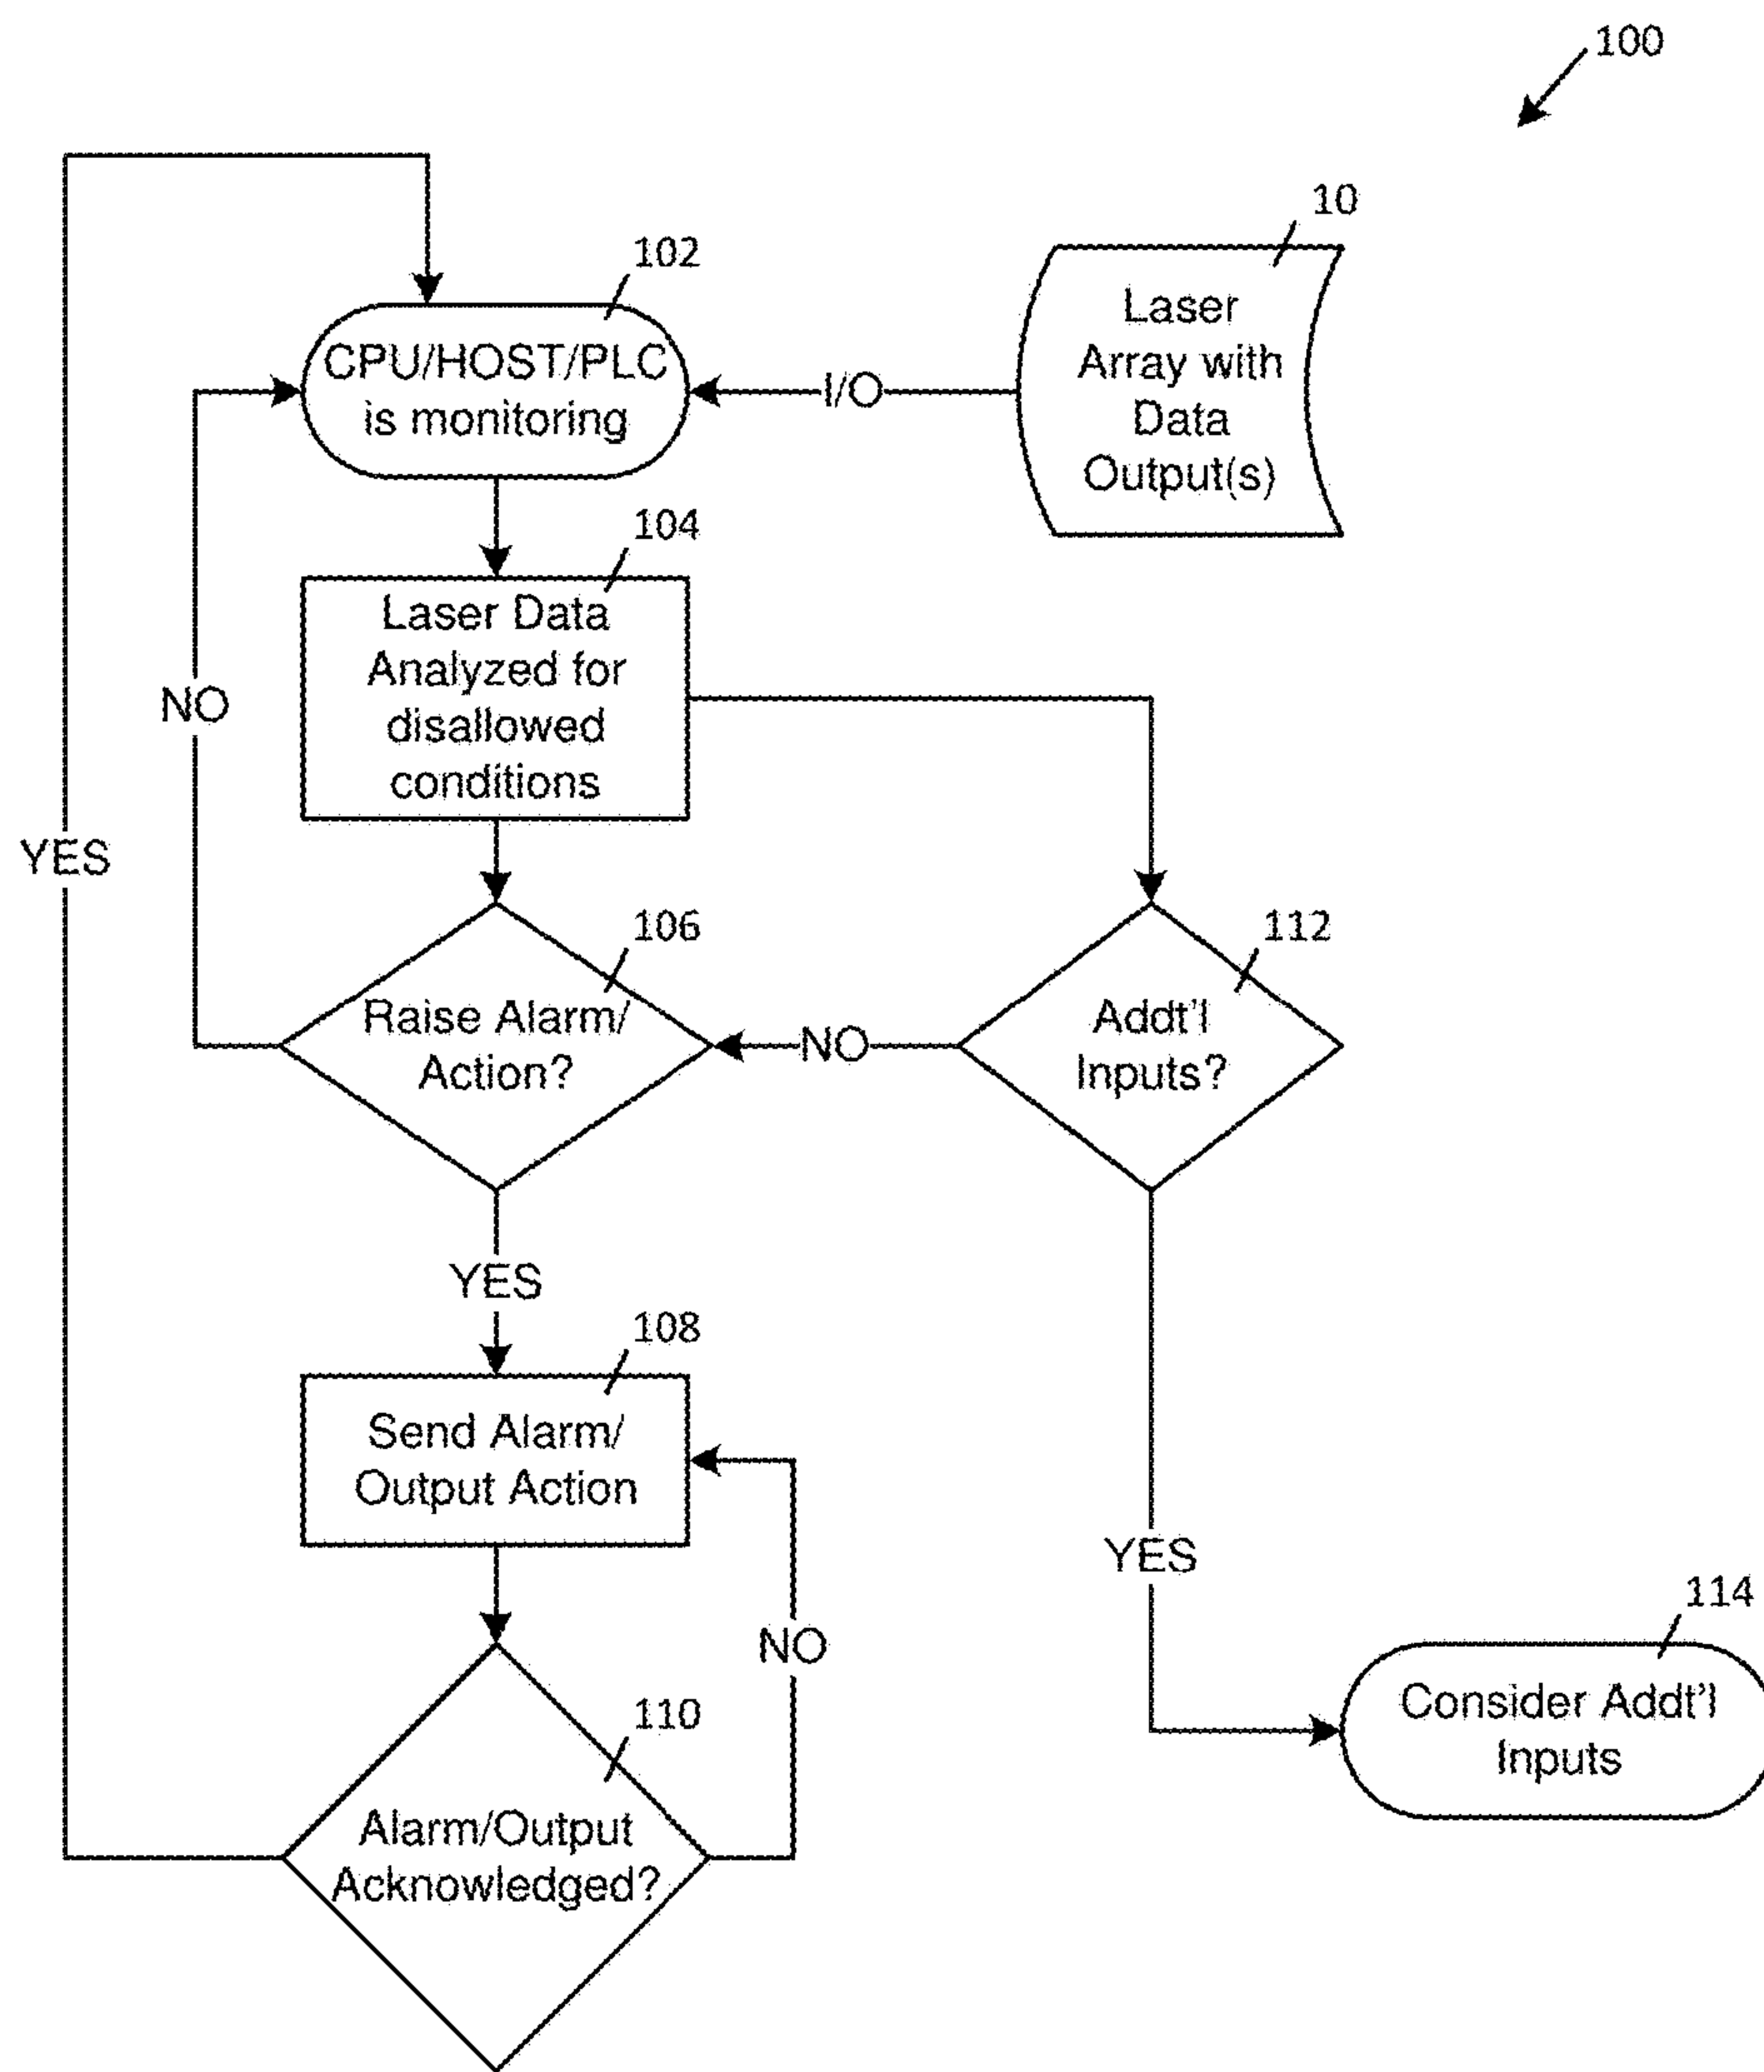 100
10
102
Laser
Array with
Data
Output(s)
CPU/HOST/PLC
is monitoring
I/O
104
Laser Data
Analyzed for
disallowed
conditions
NO
YES
106
Raise Alarm/
Action?
NO
112
Addt'l
Inputs?
YES
108
Send Alarm/
Output Action
NO
YES
110
Alarm/Output
Acknowledged?
114
Consider Addt'l
Inputs